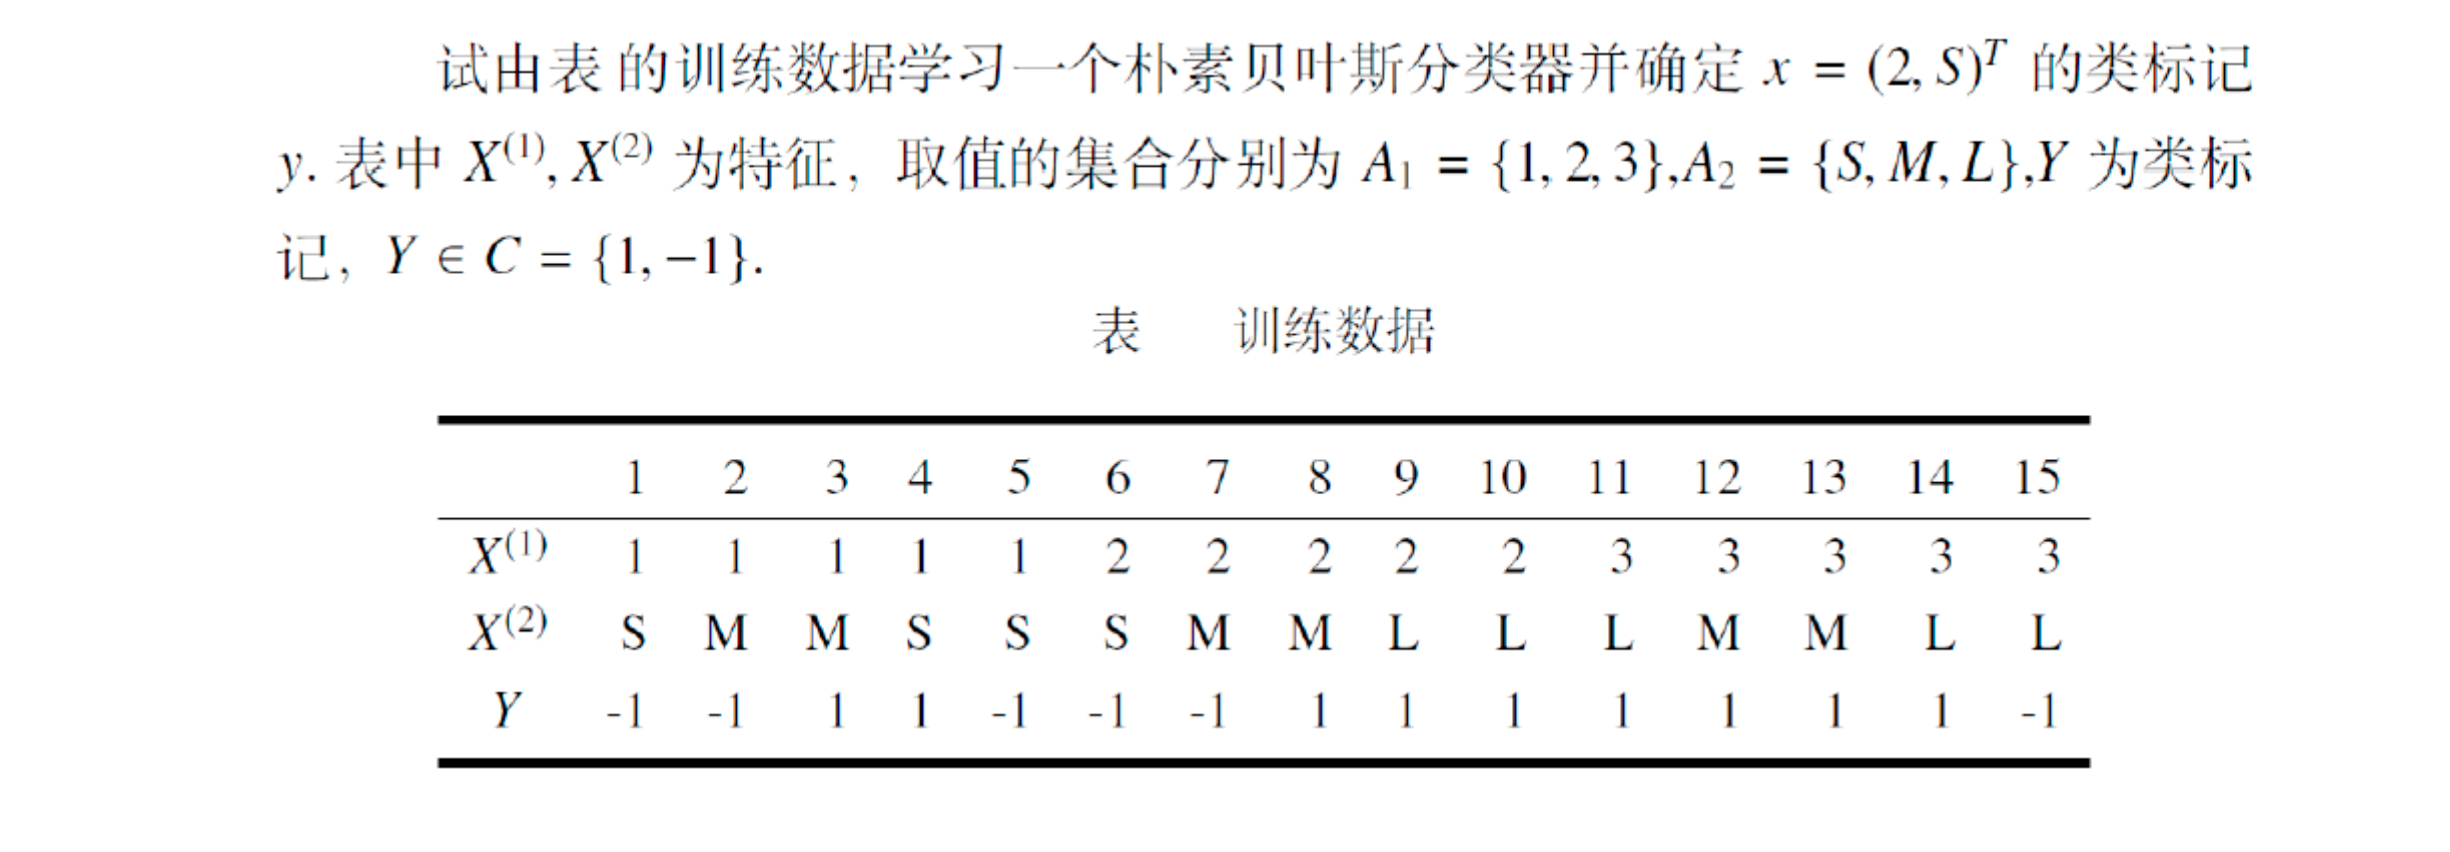 试由表 的训练数据学习一个朴素贝叶斯分类器并确定 x = (2, S)^T 的类标记
y. 表中 X^(1), X^(2) 为特征，取值的集合分别为 A₁ = {1, 2, 3},A₂ = {S, M, L},Y 为类标
记，Y ∈ C = {1, −1}.
表 训练数据
1 2 3 4 5 6 7 8 9 10 11 12 13 14 15
X^(1) 1 1 1 1 1 2 2 2 2 2 3 3 3 3 3
X^(2) S M M S S S M M L L L M M L L
Y -1 -1 1 1 -1 -1 -1 1 1 1 1 1 1 1 -1